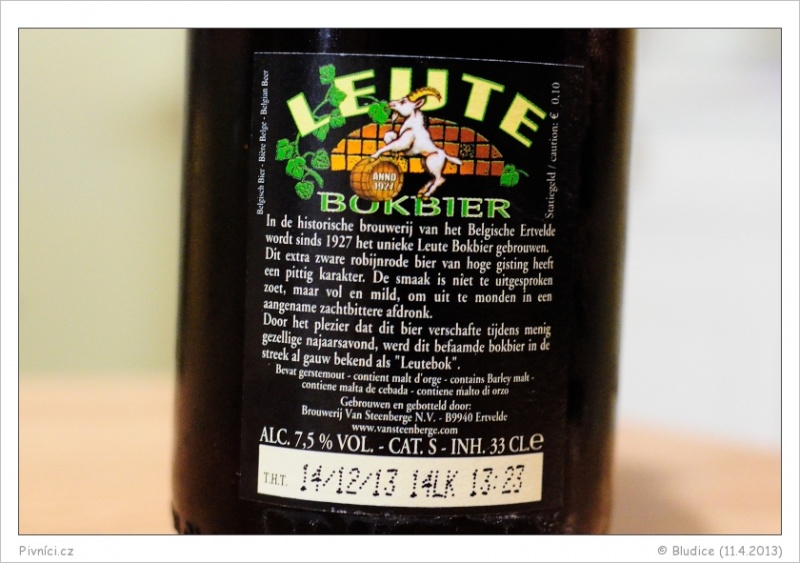 LEUTE
Belgisch Bier - Bière Belge - Belgian Beer
Statiegeld / caution: € 0,10
ANNO
1927
BOKBIER
In de historische brouwerij van het Belgische Ertvelde
wordt sinds 1927 het unieke Leute Bokbier gebrouwen.
Dit extra zware robijnrode bier van hoge gisting heeft
een pittig karakter. De smaak is niet te uitgesproken
zoet, maar vol en mild, om uit te monden in een
aangename zachtbittere afdronk.
Door het plezier dat dit bier verschafte tijdens menig
gezellige najaarsavond, werd dit befaamde bokbier in de
streek al gauw bekend als "Leutebok".
Bevat gerstemout - contient malt d'orge - contains Barley malt -
contiene malta de cebada - contiene malto di orzo
Gebrouwen en gebotteld door:
Brouwerij Van Steenberge N.V. - B9940 Ertvelde
www.vansteenberge.com
ALC. 7,5 % VOL. - CAT. S - INH. 33 CL ℮
T.H.T. 14/12/13 14LK 13:23
Pivníci.cz
© Bludice (11.4.2013)